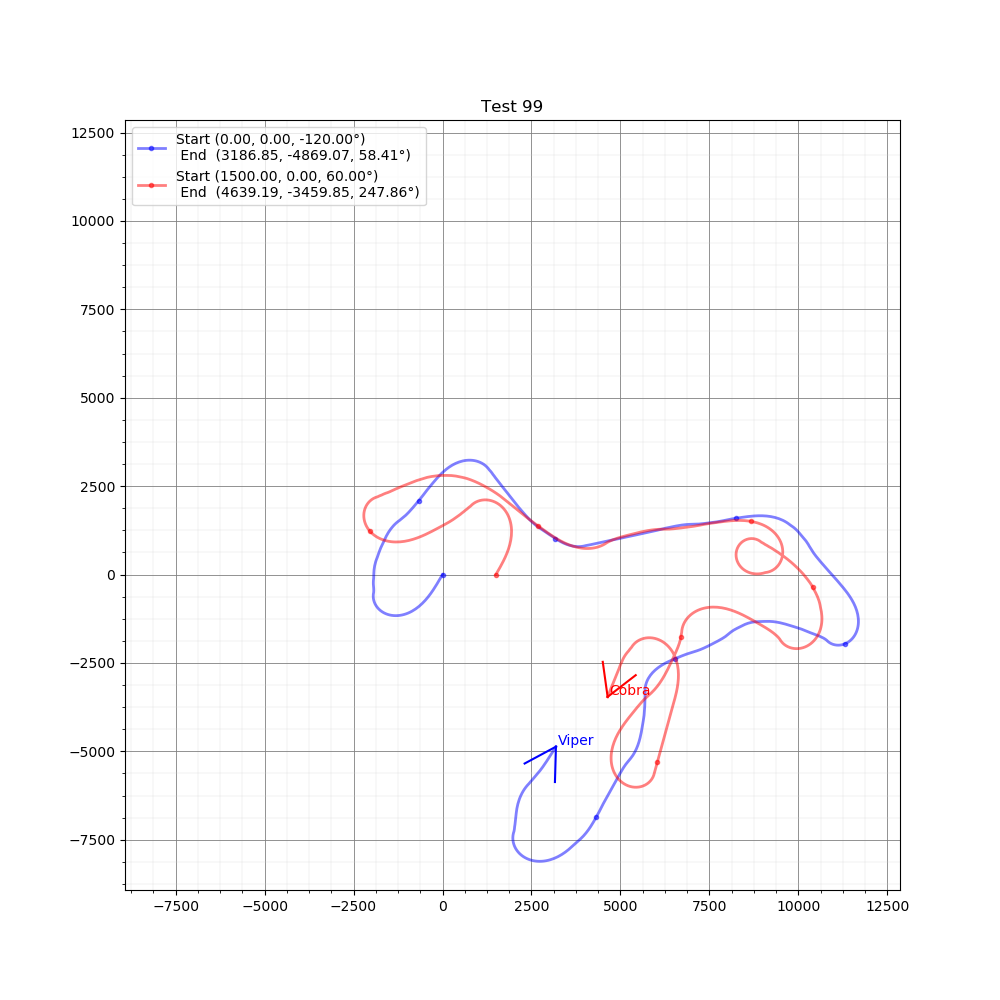 Test 99
Start (0.00, 0.00, -120.00°)
End (3186.85, -4869.07, 58.41°)
Start (1500.00, 0.00, 60.00°)
End (4639.19, -3459.85, 247.86°)
12500
10000
7500
5000
2500
0
−2500
−5000
−7500
Cobra
Viper
−7500 −5000 −2500 0 2500 5000 7500 10000 12500